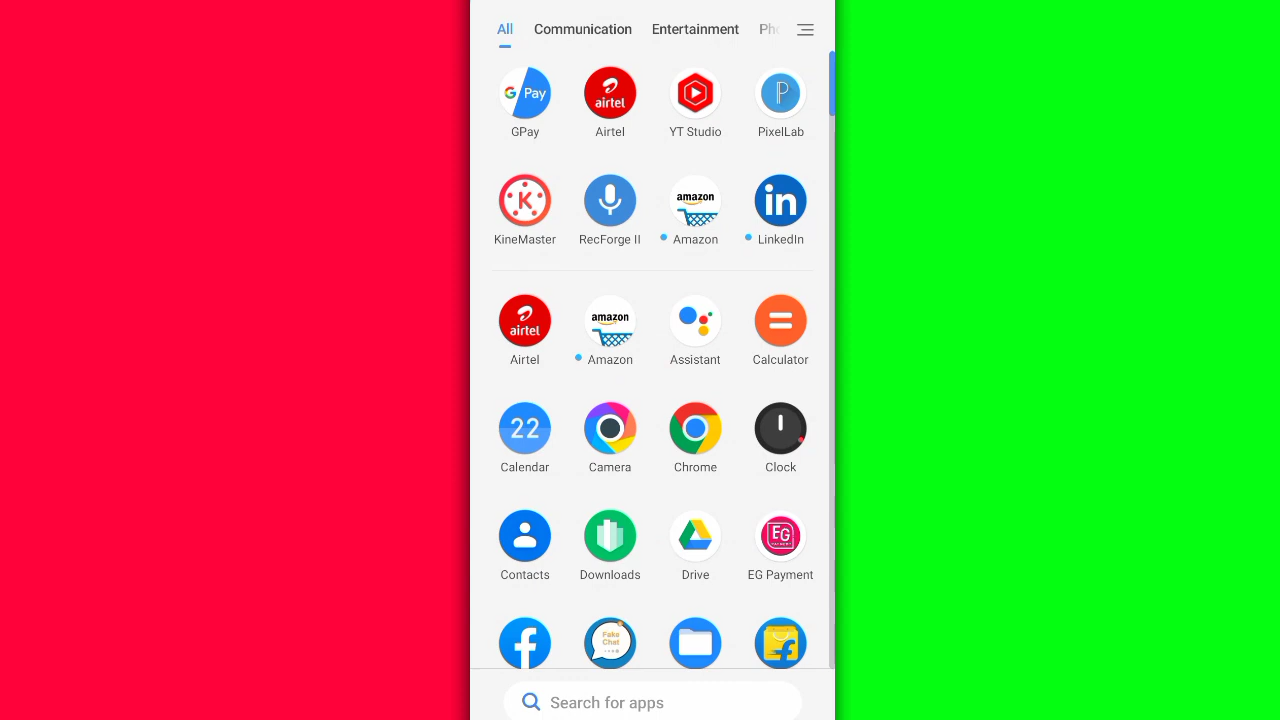 All Communication Entertainment Pho
G Pay airtel
GPay Airtel YT Studio PixelLab
K amazon in
KineMaster RecForge II Amazon LinkedIn
airtel amazon
Airtel Amazon Assistant Calculator
22
Calendar Camera Chrome Clock
EG
Contacts Downloads Drive EG Payment
Fake
Chat
Search for apps